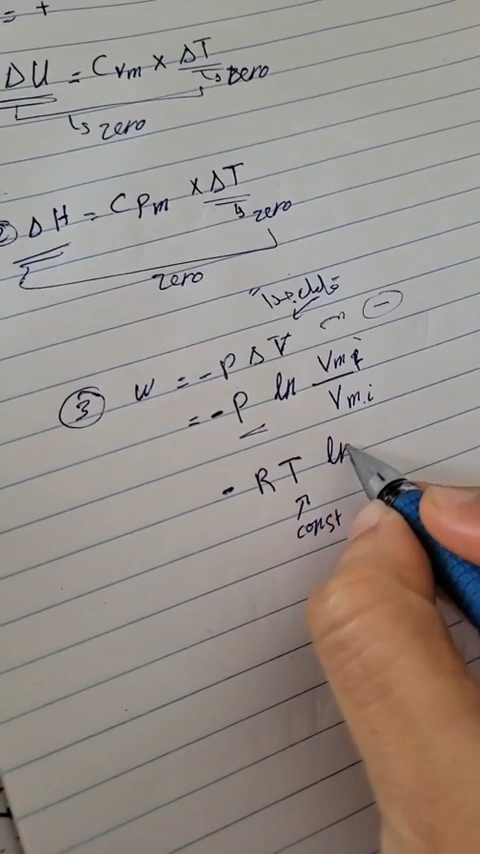 = +
ΔU = Cvm × ΔT
↳ zero
↳ zero
② ΔH = CPm × ΔT
↳ zero
zero
③ W = -P ΔV ⊖
= -P ln Vm f / Vm.i
- RT ln
↑
const